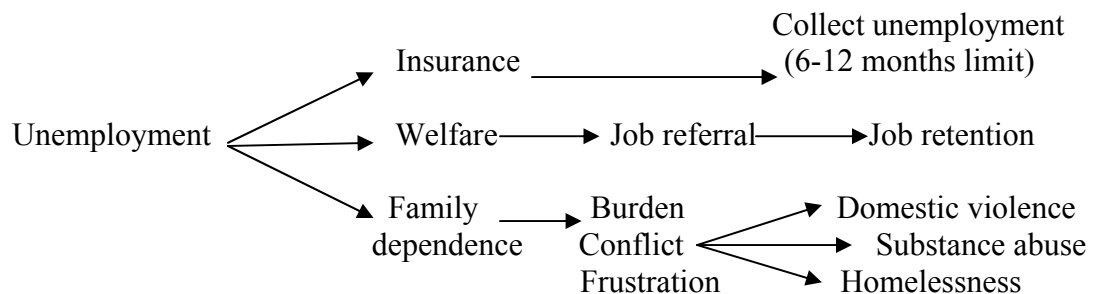 Collect unemployment
Insurance
(6-12 months limit)
Unemployment
Welfare
Job referral
Job retention
Family
dependence
Burden
Conflict
Frustration
Domestic violence
Substance abuse
Homelessness